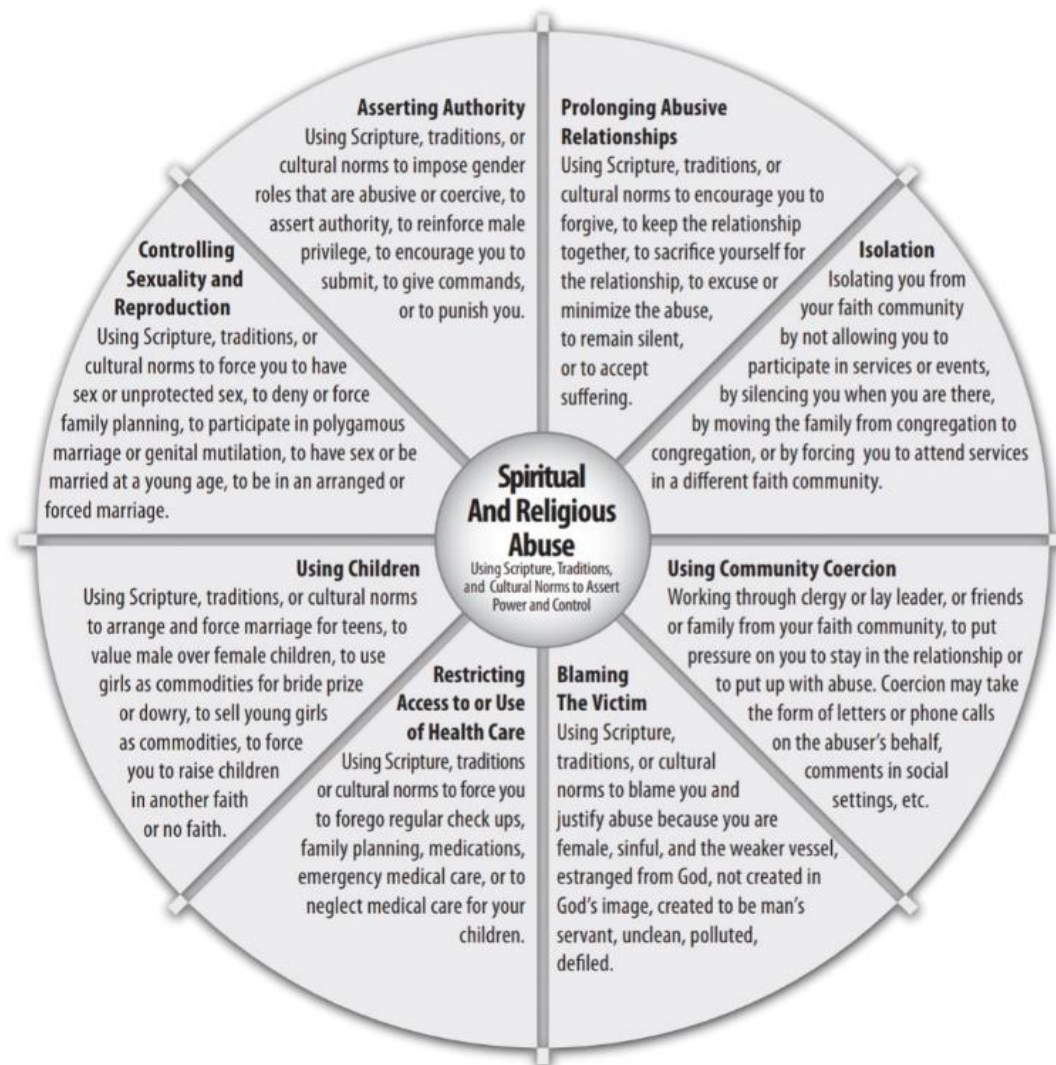 Asserting Authority
Using Scripture, traditions, or
cultural norms to impose gender
roles that are abusive or coercive, to
assert authority, to reinforce male
privilege, to encourage you to
submit, to give commands,
or to punish you.
Prolonging Abusive
Relationships
Using Scripture, traditions, or
cultural norms to encourage you to
forgive, to keep the relationship
together, to sacrifice yourself for
the relationship, to excuse or
minimize the abuse,
to remain silent,
or to accept
suffering.
Isolation
Isolating you from
your faith community
by not allowing you to
participate in services or events,
by silencing you when you are there,
by moving the family from congregation to
congregation, or by forcing you to attend services
in a different faith community.
Using Community Coercion
Working through clergy or lay leader, or friends
or family from your faith community, to put
pressure on you to stay in the relationship or
to put up with abuse. Coercion may take
the form of letters or phone calls
on the abuser's behalf,
comments in social
settings, etc.
Blaming
The Victim
Using Scripture,
traditions, or cultural
norms to blame you and
justify abuse because you are
female, sinful, and the weaker vessel,
estranged from God, not created in
God's image, created to be man's
servant, unclean, polluted,
defiled.
Restricting
Access to or Use
of Health Care
Using Scripture, traditions
or cultural norms to force you
to forego regular check ups,
family planning, medications,
emergency medical care, or to
neglect medical care for your
children.
Using Children
Using Scripture, traditions, or cultural norms
to arrange and force marriage for teens, to
value male over female children, to use
girls as commodities for bride prize
or dowry, to sell young girls
as commodities, to force
you to raise children
in another faith
or no faith.
Controlling
Sexuality and
Reproduction
Using Scripture, traditions, or
cultural norms to force you to have
sex or unprotected sex, to deny or force
family planning, to participate in polygamous
marriage or genital mutilation, to have sex or be
married at a young age, to be in an arranged or
forced marriage.
Spiritual
And Religious
Abuse
Using Scripture, Traditions,
and Cultural Norms to Assert
Power and Control